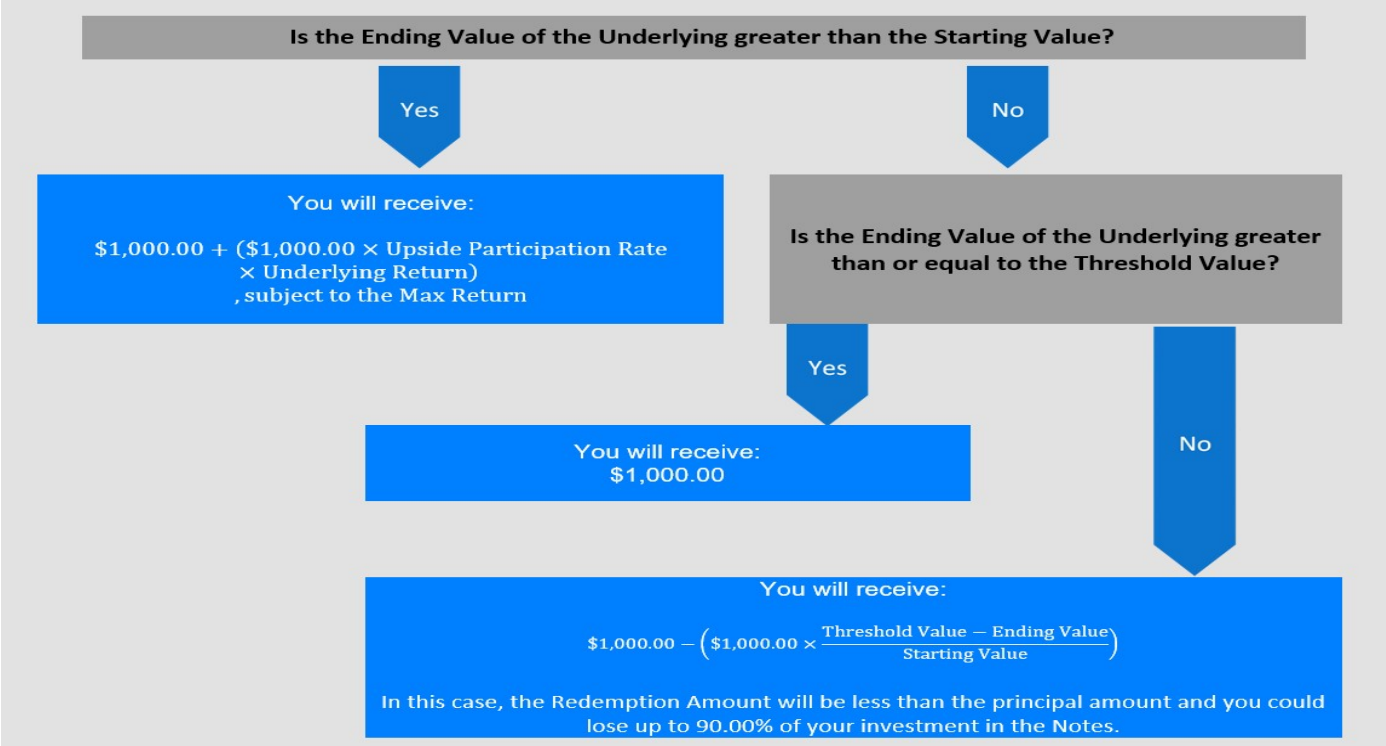 Is the Ending Value of the Underlying greater than the Starting Value?
Yes
No
You will receive:
$1,000.00 + ($1,000.00 × Upside Participation Rate
× Underlying Return)
, subject to the Max Return
Is the Ending Value of the Underlying greater
than or equal to the Threshold Value?
Yes
No
You will receive:
$1,000.00
You will receive:
$1,000.00 − ($1,000.00 × (Threshold Value − Ending Value) / Starting Value)
In this case, the Redemption Amount will be less than the principal amount and you could
lose up to 90.00% of your investment in the Notes.